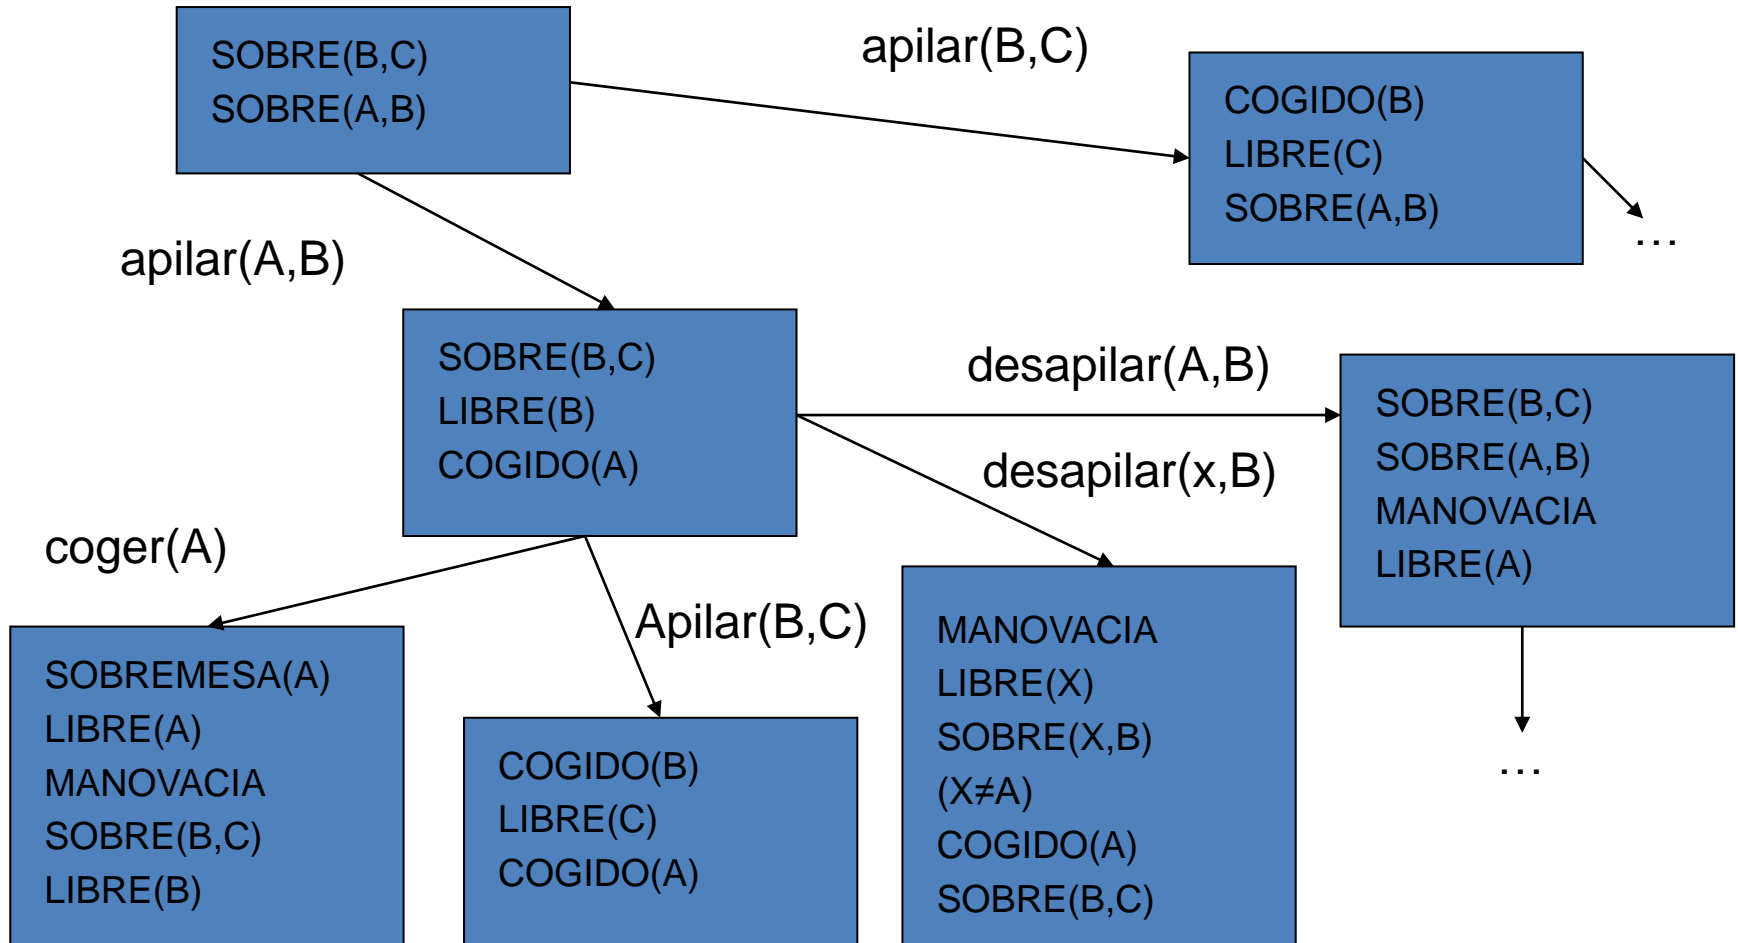 SOBRE(B,C)
SOBRE(A,B)
apilar(B,C)
COGIDO(B)
LIBRE(C)
SOBRE(A,B)
...
apilar(A,B)
SOBRE(B,C)
LIBRE(B)
COGIDO(A)
desapilar(A,B)
desapilar(x,B)
SOBRE(B,C)
SOBRE(A,B)
MANOVACIA
LIBRE(A)
...
coger(A)
Apilar(B,C)
SOBREMESA(A)
LIBRE(A)
MANOVACIA
SOBRE(B,C)
LIBRE(B)
COGIDO(B)
LIBRE(C)
COGIDO(A)
MANOVACIA
LIBRE(X)
SOBRE(X,B)
(X≠A)
COGIDO(A)
SOBRE(B,C)